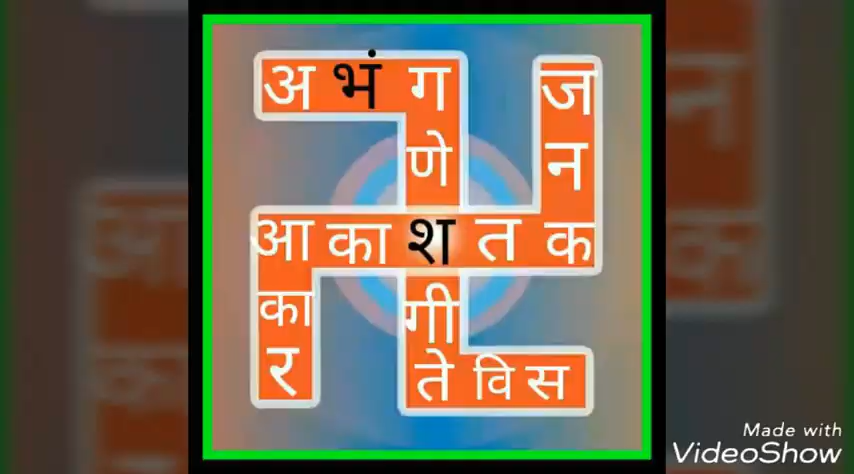 अ भं ग ज
णे न
आ का श त क
का गी
र ते वि स
Made with
VideoShow